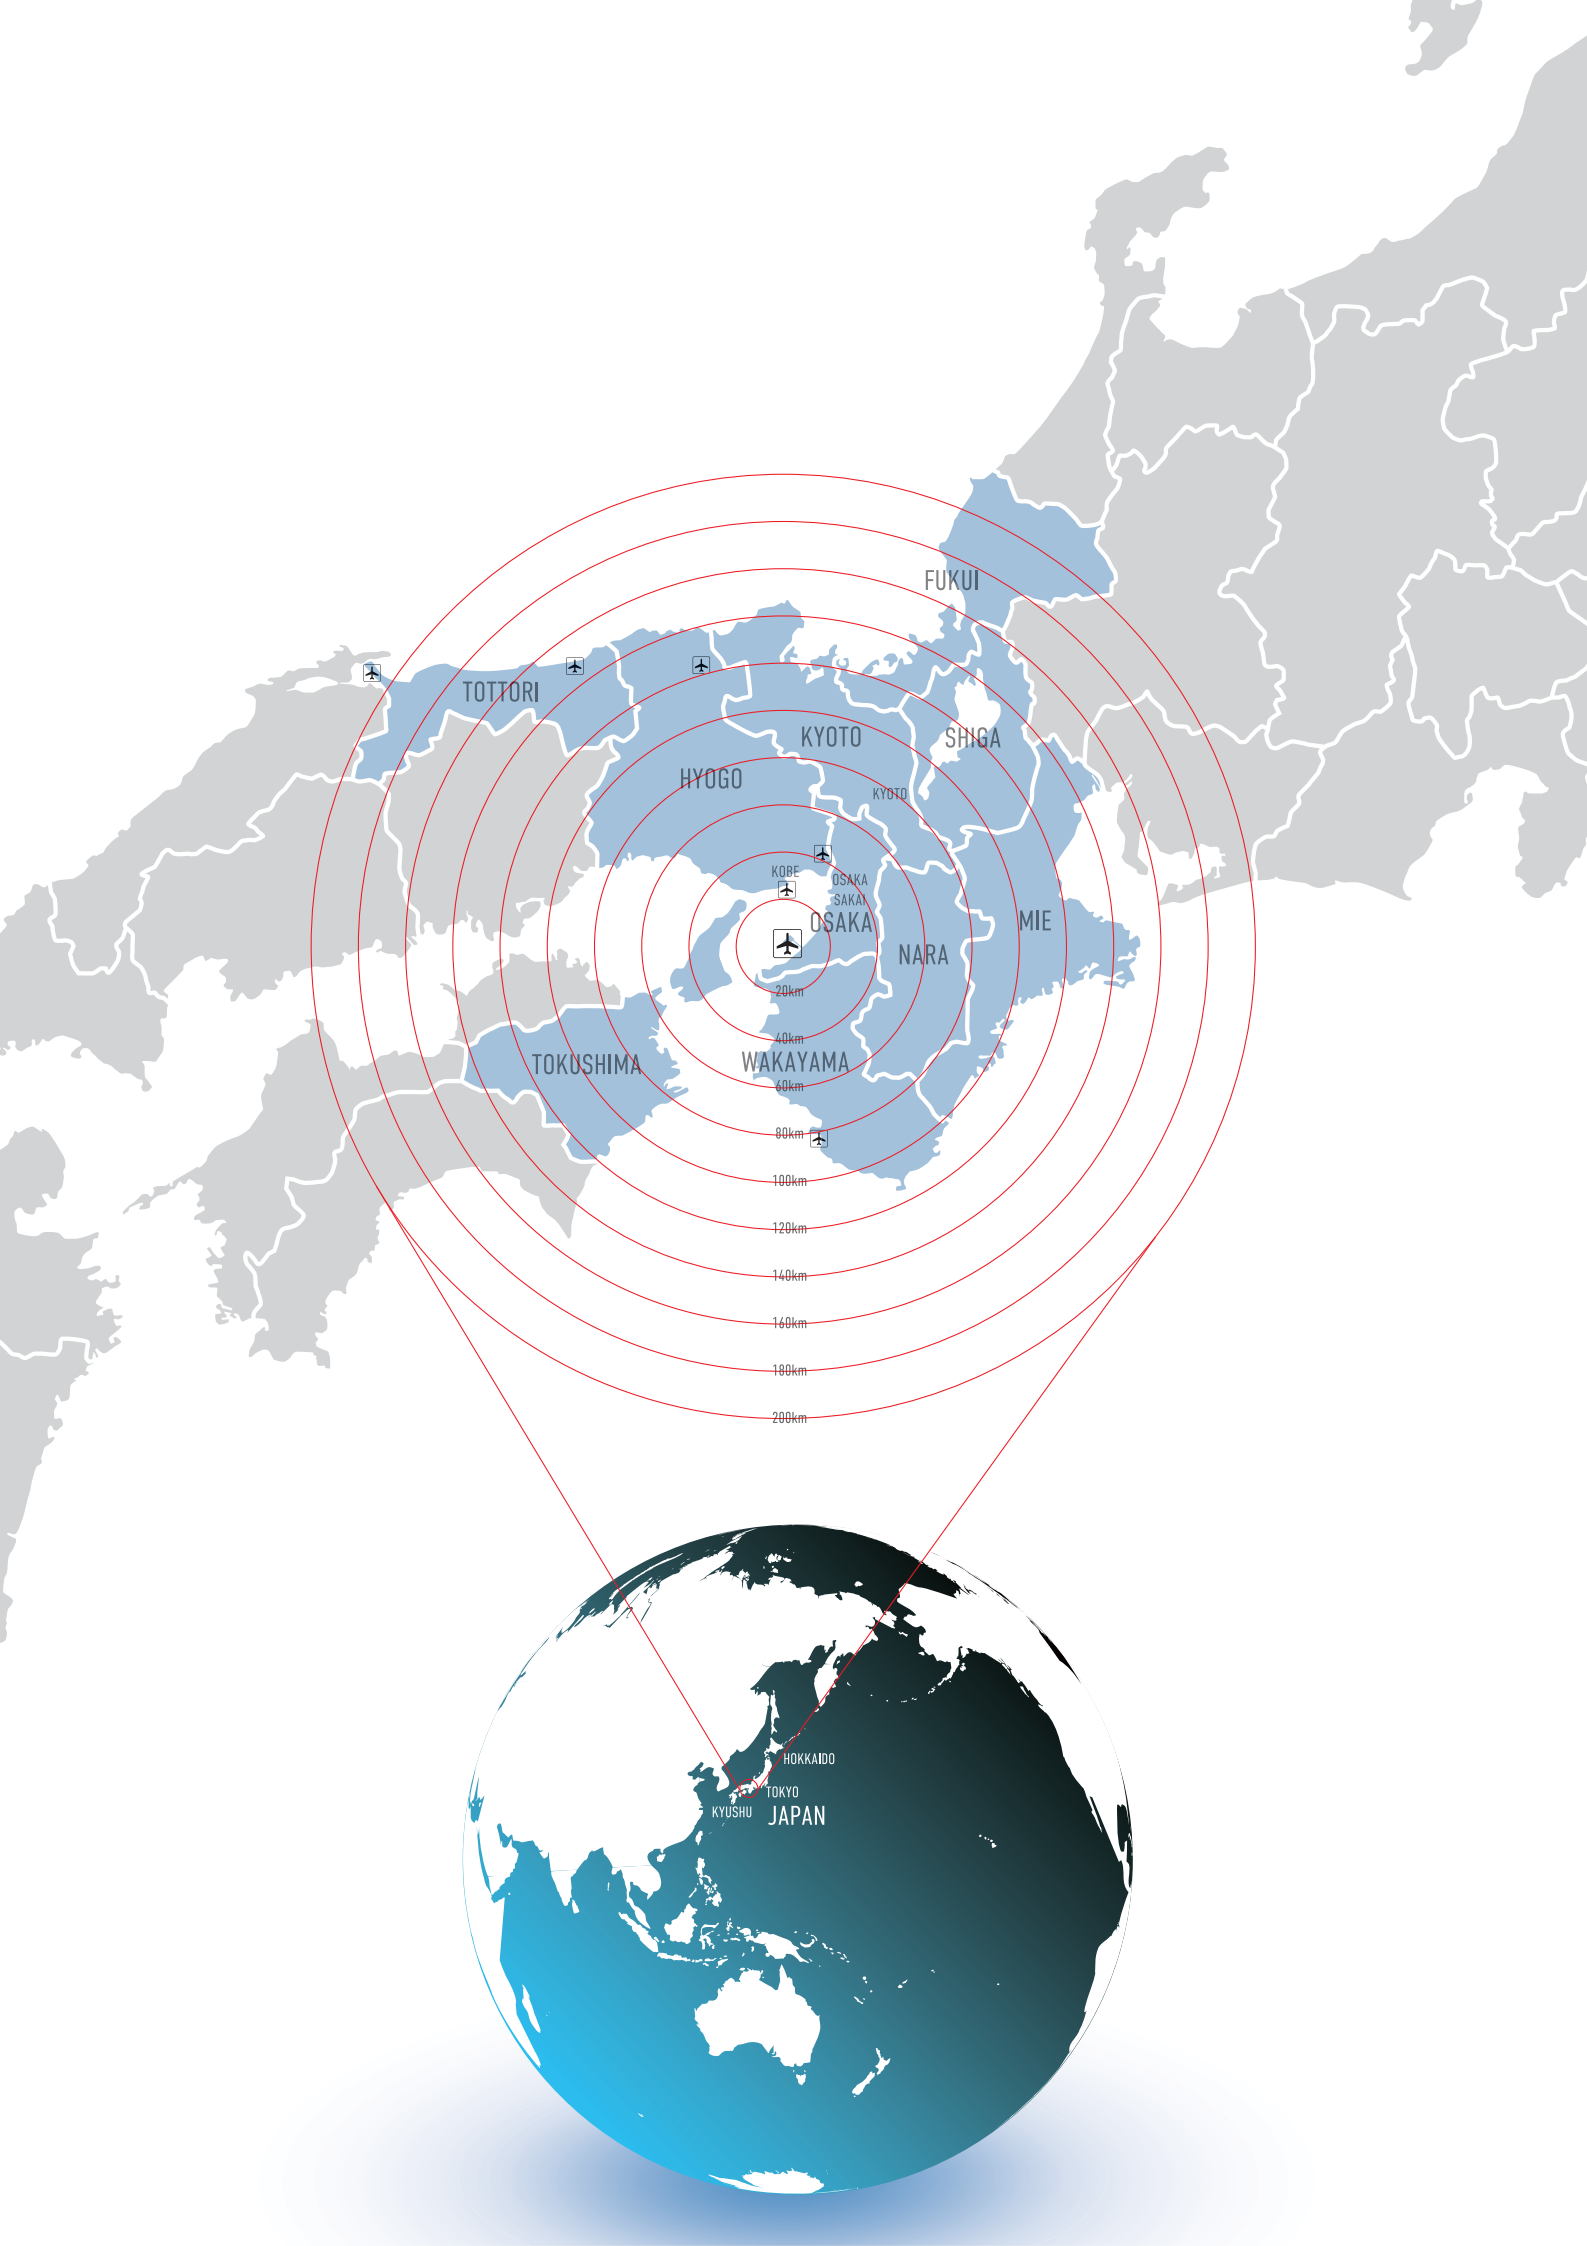 FUKUI
TOTTORI
KYOTO
SHIGA
HYOGO
KYOTO
KOBE
OSAKA
SAKAI
OSAKA
MIE
NARA
20km
40km
WAKAYAMA
TOKUSHIMA
60km
80km
100km
120km
140km
160km
180km
200km
HOKKAIDO
TOKYO
KYUSHU
JAPAN